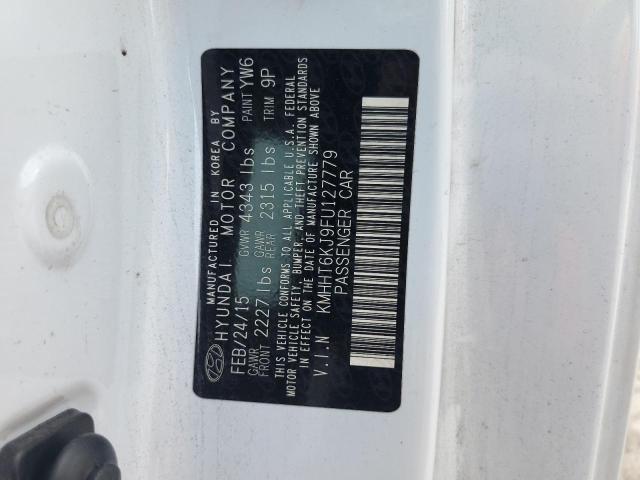 MANUFACTURED IN KOREA BY
HYUNDAI MOTOR COMPANY
FEB/24/15 GVWR 4343 lbs PAINT YW6
GAWR FRONT 2227 lbs GAWR REAR 2315 lbs TRIM 9P
THIS VEHICLE CONFORMS TO ALL APPLICABLE U.S.A. FEDERAL
MOTOR VEHICLE SAFETY, BUMPER, AND THEFT PREVENTION STANDARDS
IN EFFECT ON THE DATE OF MANUFACTURE SHOWN ABOVE
V.I.N KMHHT6KJ9FU127779
PASSENGER CAR